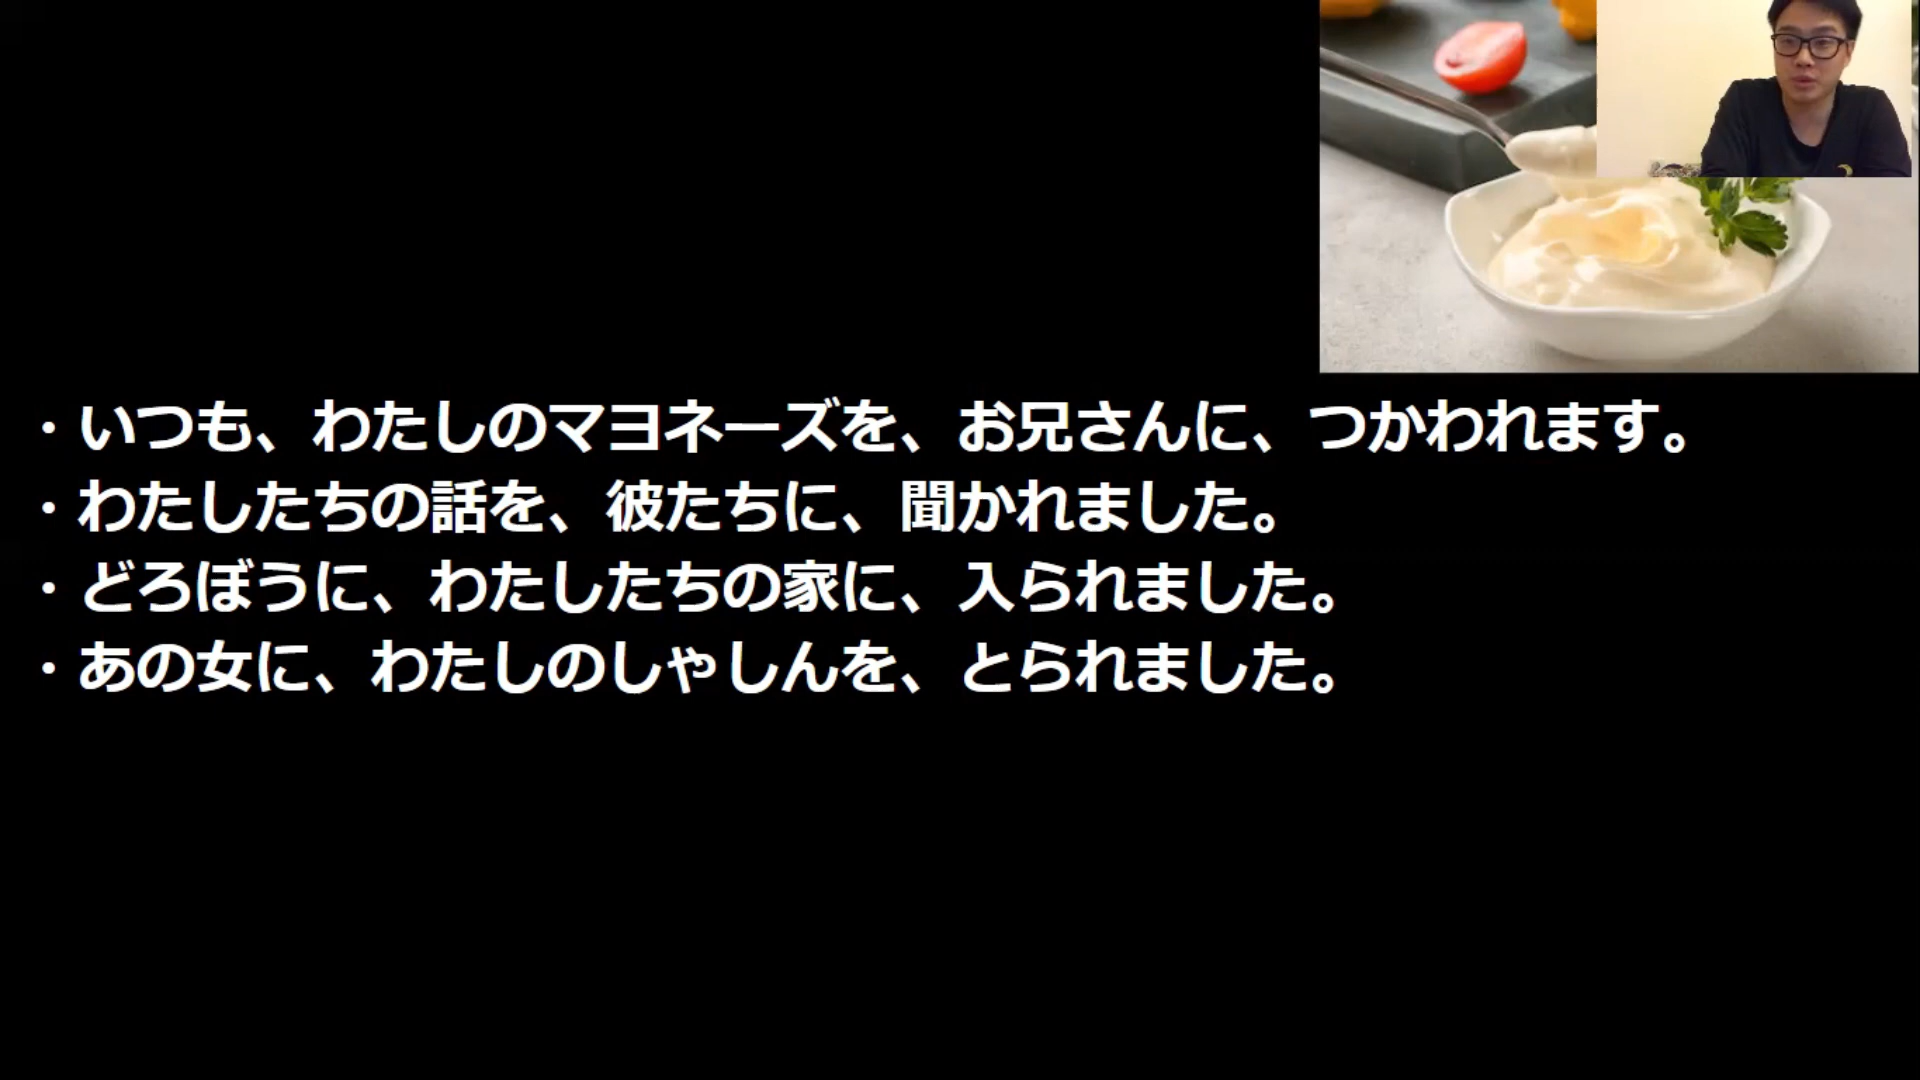 ・いつも、わたしのマヨネーズを、お兄さんに、つかわれます。
・わたしたちの話を、彼たちに、聞かれました。
・どろぼうに、わたしたちの家に、入られました。
・あの女に、わたしのしゃしんを、とられました。